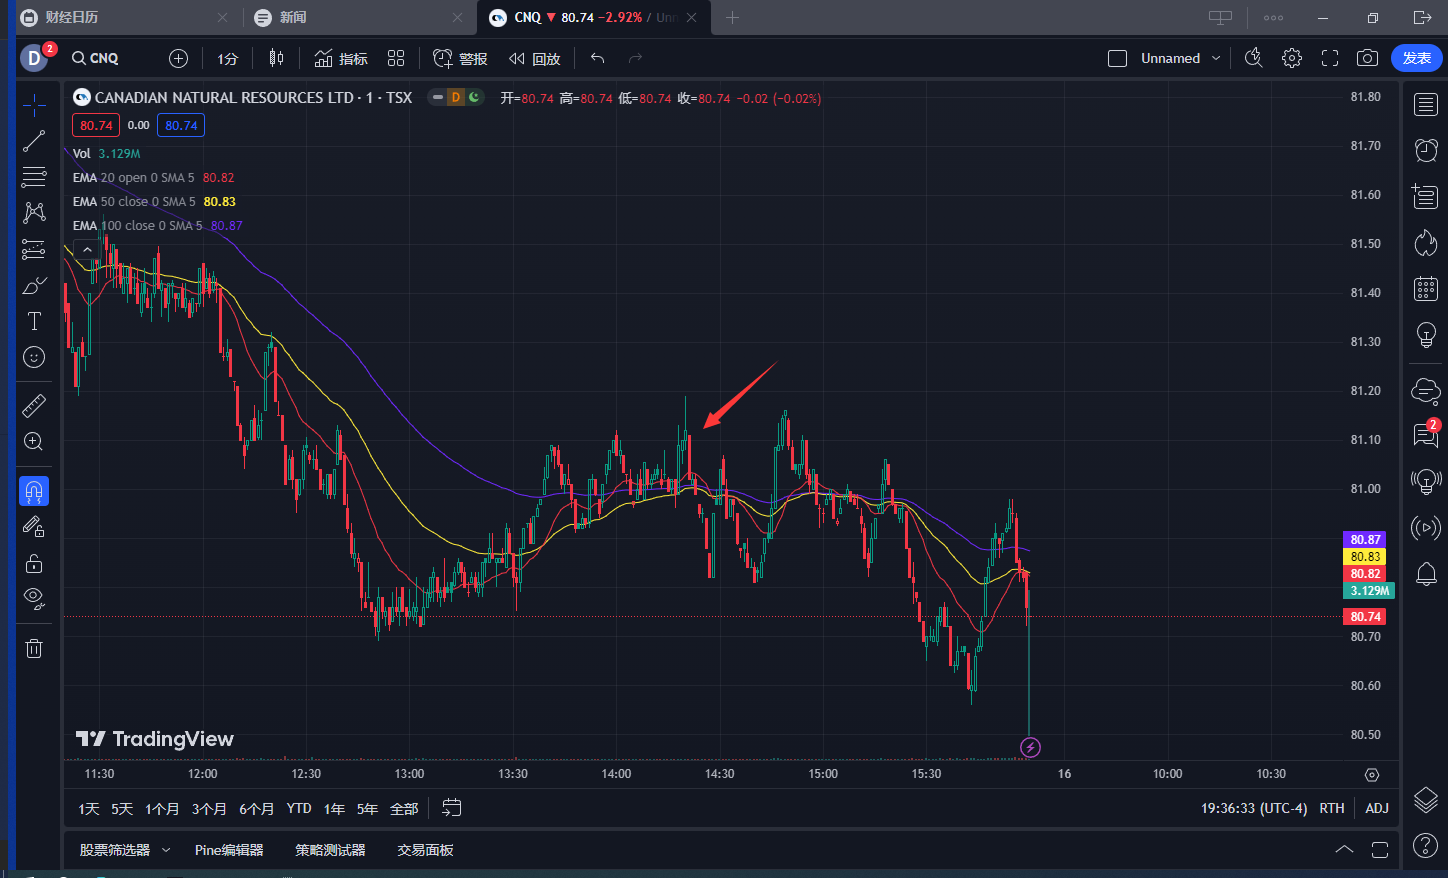 财经日历
新闻
CNQ ▼ 80.74 −2.92% / Unn
D 2
CNQ
1分
指标
警报
回放
Unnamed
发表
CANADIAN NATURAL RESOURCES LTD · 1 · TSX
D
开=80.74 高=80.74 低=80.74 收=80.74 −0.02 (−0.02%)
80.74 0.00 80.74
Vol 3.129M
EMA 20 open 0 SMA 5 80.82
EMA 50 close 0 SMA 5 80.83
EMA 100 close 0 SMA 5 80.87
81.80
81.70
81.60
81.50
81.40
81.30
81.20
81.10
81.00
80.87
80.83
80.82
3.129M
80.74
80.70
80.60
80.50
2
TradingView
11:30 12:00 12:30 13:00 13:30 14:00 14:30 15:00 15:30 16 10:00 10:30
1天 5天 1个月 3个月 6个月 YTD 1年 5年 全部
19:36:33 (UTC-4) RTH ADJ
股票筛选器 Pine编辑器 策略测试器 交易面板